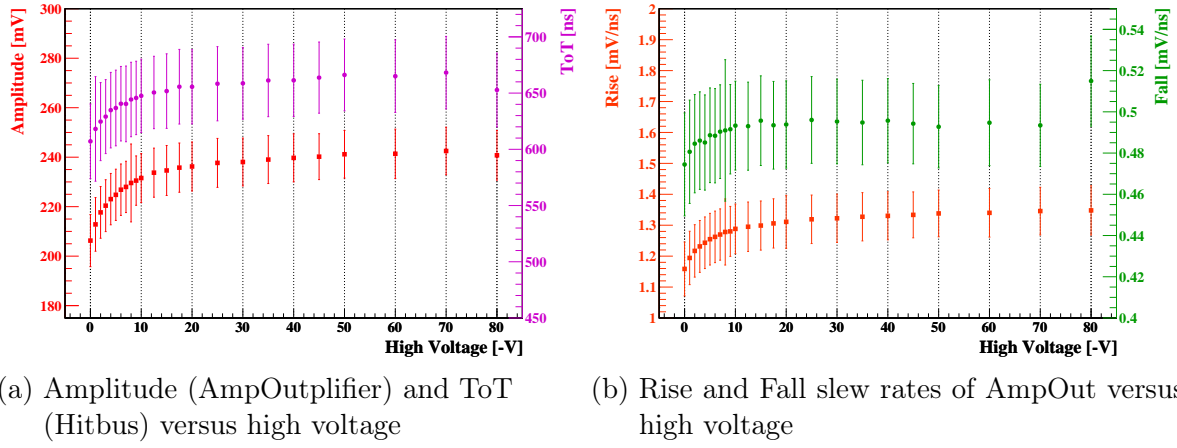 Amplitude [mV]
300
280
260
240
220
200
180
ToT [ns]
700
650
600
550
500
450
0 10 20 30 40 50 60 70 80
High Voltage [-V]
Rise [mV/ns]
2
1.9
1.8
1.7
1.6
1.5
1.4
1.3
1.2
1.1
1
Fall [mV/ns]
0.54
0.52
0.5
0.48
0.46
0.44
0.42
0.4
0 10 20 30 40 50 60 70 80
High Voltage [-V]
(a) Amplitude (AmpOutplifier) and ToT
(Hitbus) versus high voltage
(b) Rise and Fall slew rates of AmpOut versus
high voltage